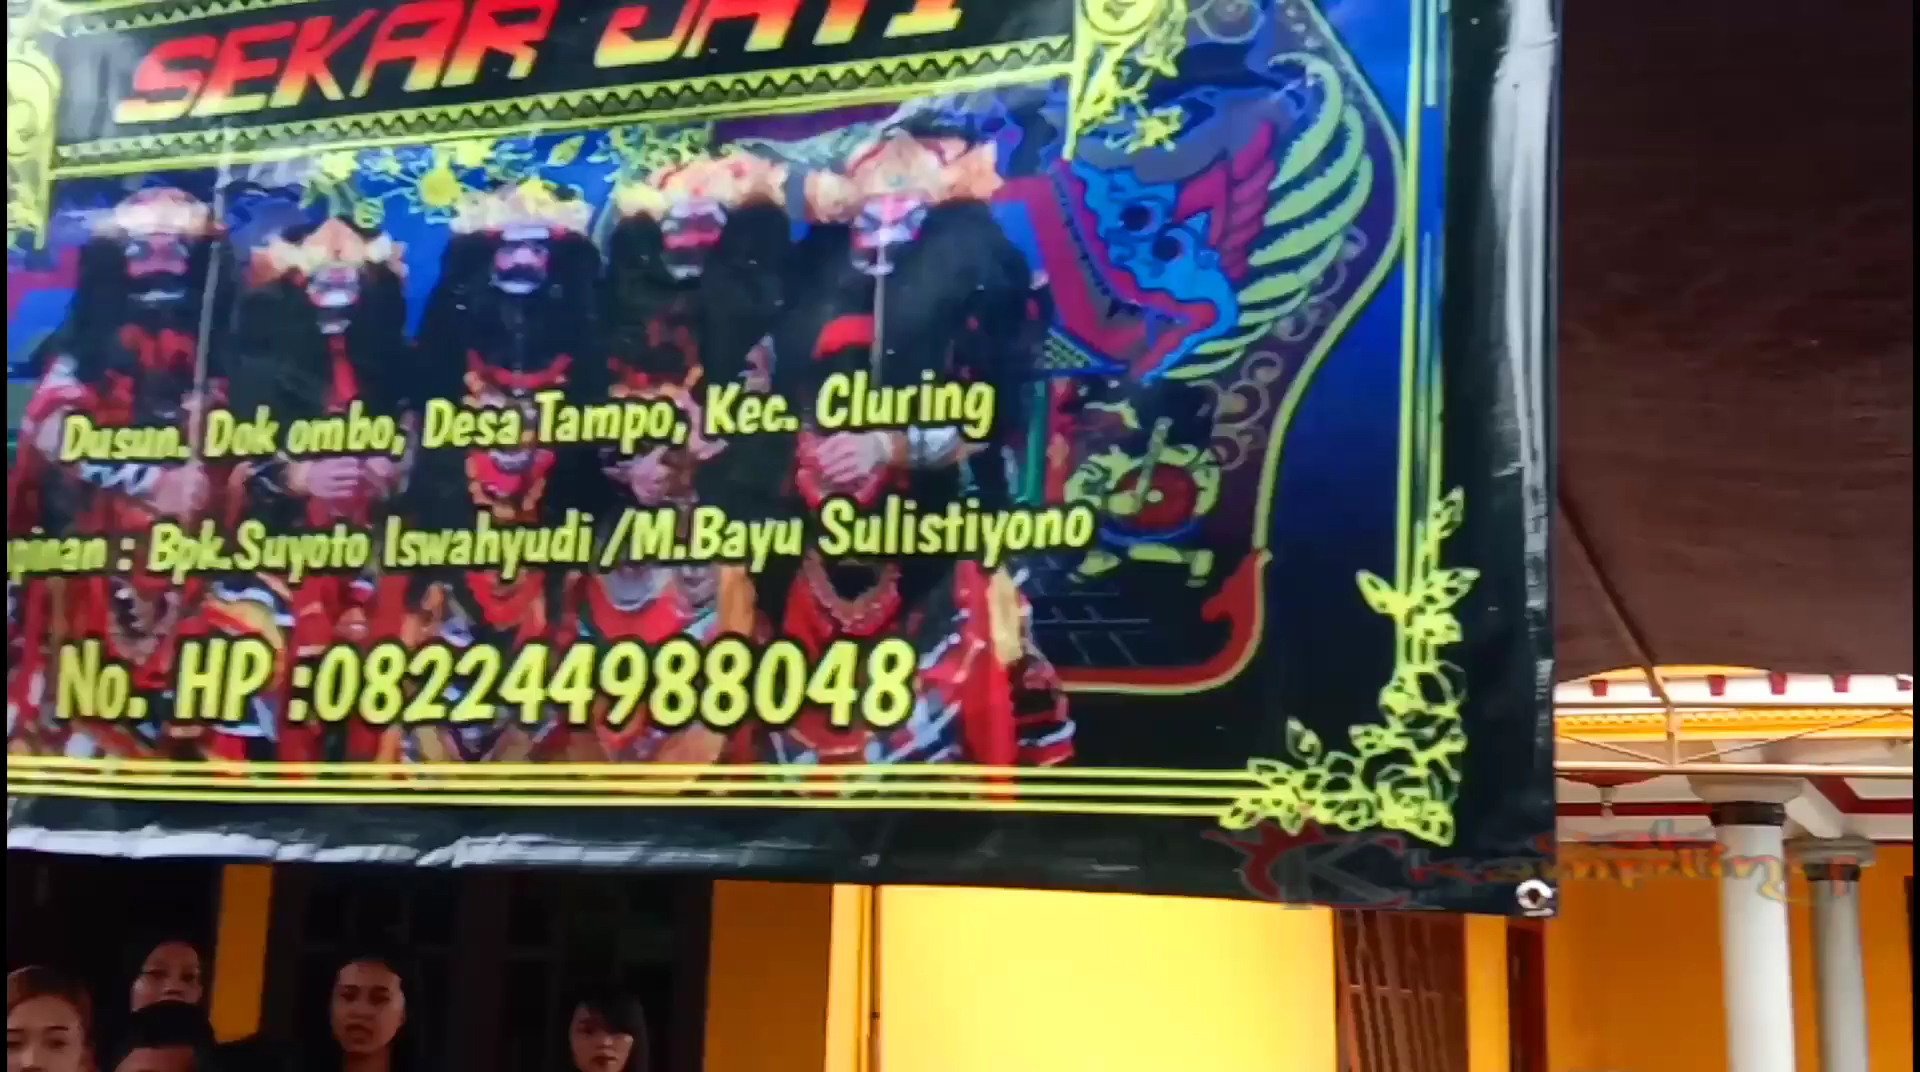 SEKAR JATI
Dusun. Dok ombo, Desa Tampo, Kec. Cluring
: Bpk.Suyoto Iswahyudi /M.Bayu Sulistiyono
No. HP :082244988048